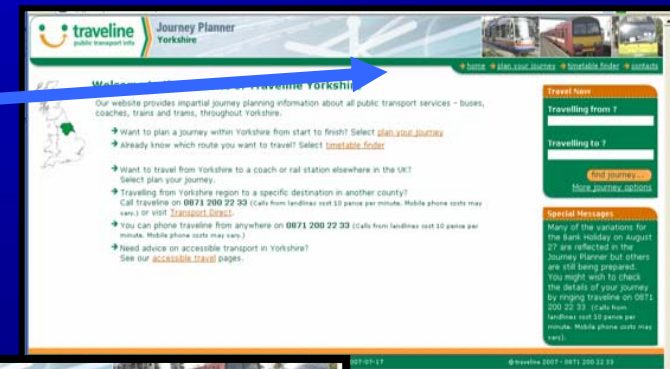 traveline
public transport info
Journey Planner
Yorkshire
home plan your journey timetable finder contacts
Traveline Yorkshi
Our website provides impartial journey planning information about all public transport services - buses,
coaches, trains and trams, throughout Yorkshire.
Want to plan a journey within Yorkshire from start to finish? Select plan your journey
Already know which route you want to travel? Select timetable finder
Want to travel from Yorkshire to a coach or rail station elsewhere in the UK?
Select plan your journey.
Travelling from Yorkshire region to a specific destination in another county?
Call traveline on 0871 200 22 33 (Calls from landlines cost 10 pence per minute. Mobile phone costs may
vary.) or visit Transport Direct.
You can phone traveline from anywhere on 0871 200 22 33 (Calls from landlines cost 10 pence per
minute. Mobile phone costs may vary.)
Need advice on accessible transport in Yorkshire?
See our accessible travel pages.
Travel Now
Travelling from ?
Travelling to ?
find journey...
More journey options
Special Messages
Many of the variations for
the Bank Holiday on August
27 are reflected in the
Journey Planner but others
are still being prepared.
You might wish to check
the details of your journey
by ringing traveline on 0871
200 22 33 (Calls from
landlines cost 10 pence per
minute. Mobile phone costs may
vary).
007-07-17
© traveline 2007 - 0871 200 22 33